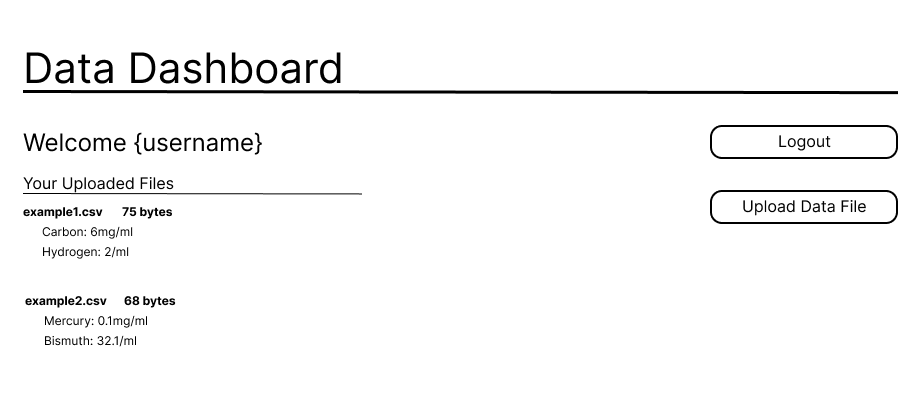 Data Dashboard
Welcome {username}
Logout
Your Uploaded Files
Upload Data File
example1.csv 75 bytes
Carbon: 6mg/ml
Hydrogen: 2/ml
example2.csv 68 bytes
Mercury: 0.1mg/ml
Bismuth: 32.1/ml